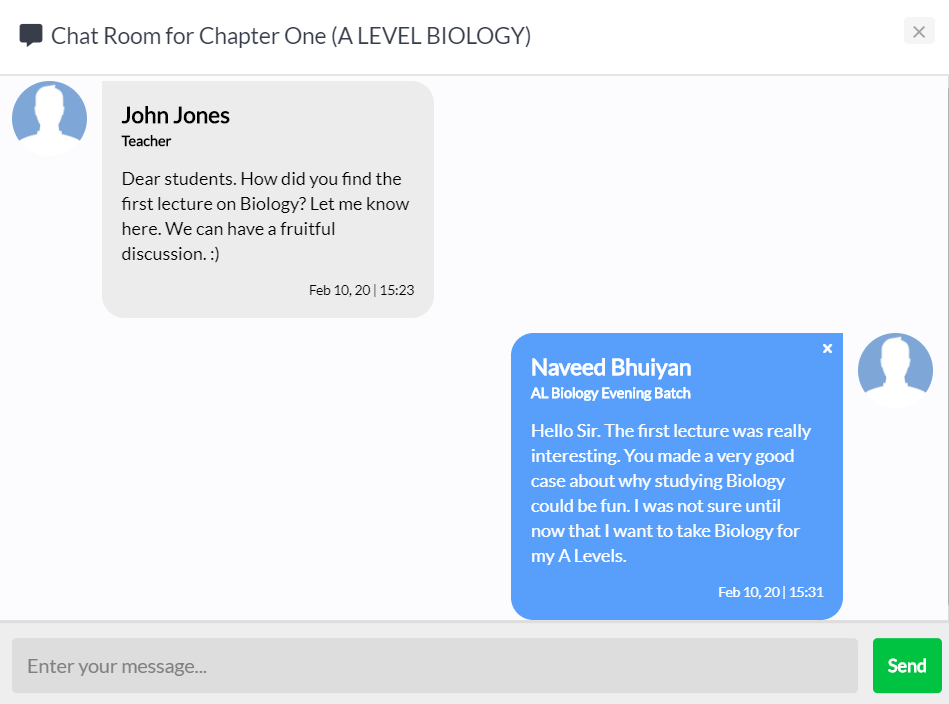 Chat Room for Chapter One (A LEVEL BIOLOGY)
×
John Jones
Teacher
Dear students. How did you find the
first lecture on Biology? Let me know
here. We can have a fruitful
discussion. :)
Feb 10, 20 | 15:23
×
Naveed Bhuiyan
AL Biology Evening Batch
Hello Sir. The first lecture was really
interesting. You made a very good
case about why studying Biology
could be fun. I was not sure until
now that I want to take Biology for
my A Levels.
Feb 10, 20 | 15:31
Enter your message...
Send